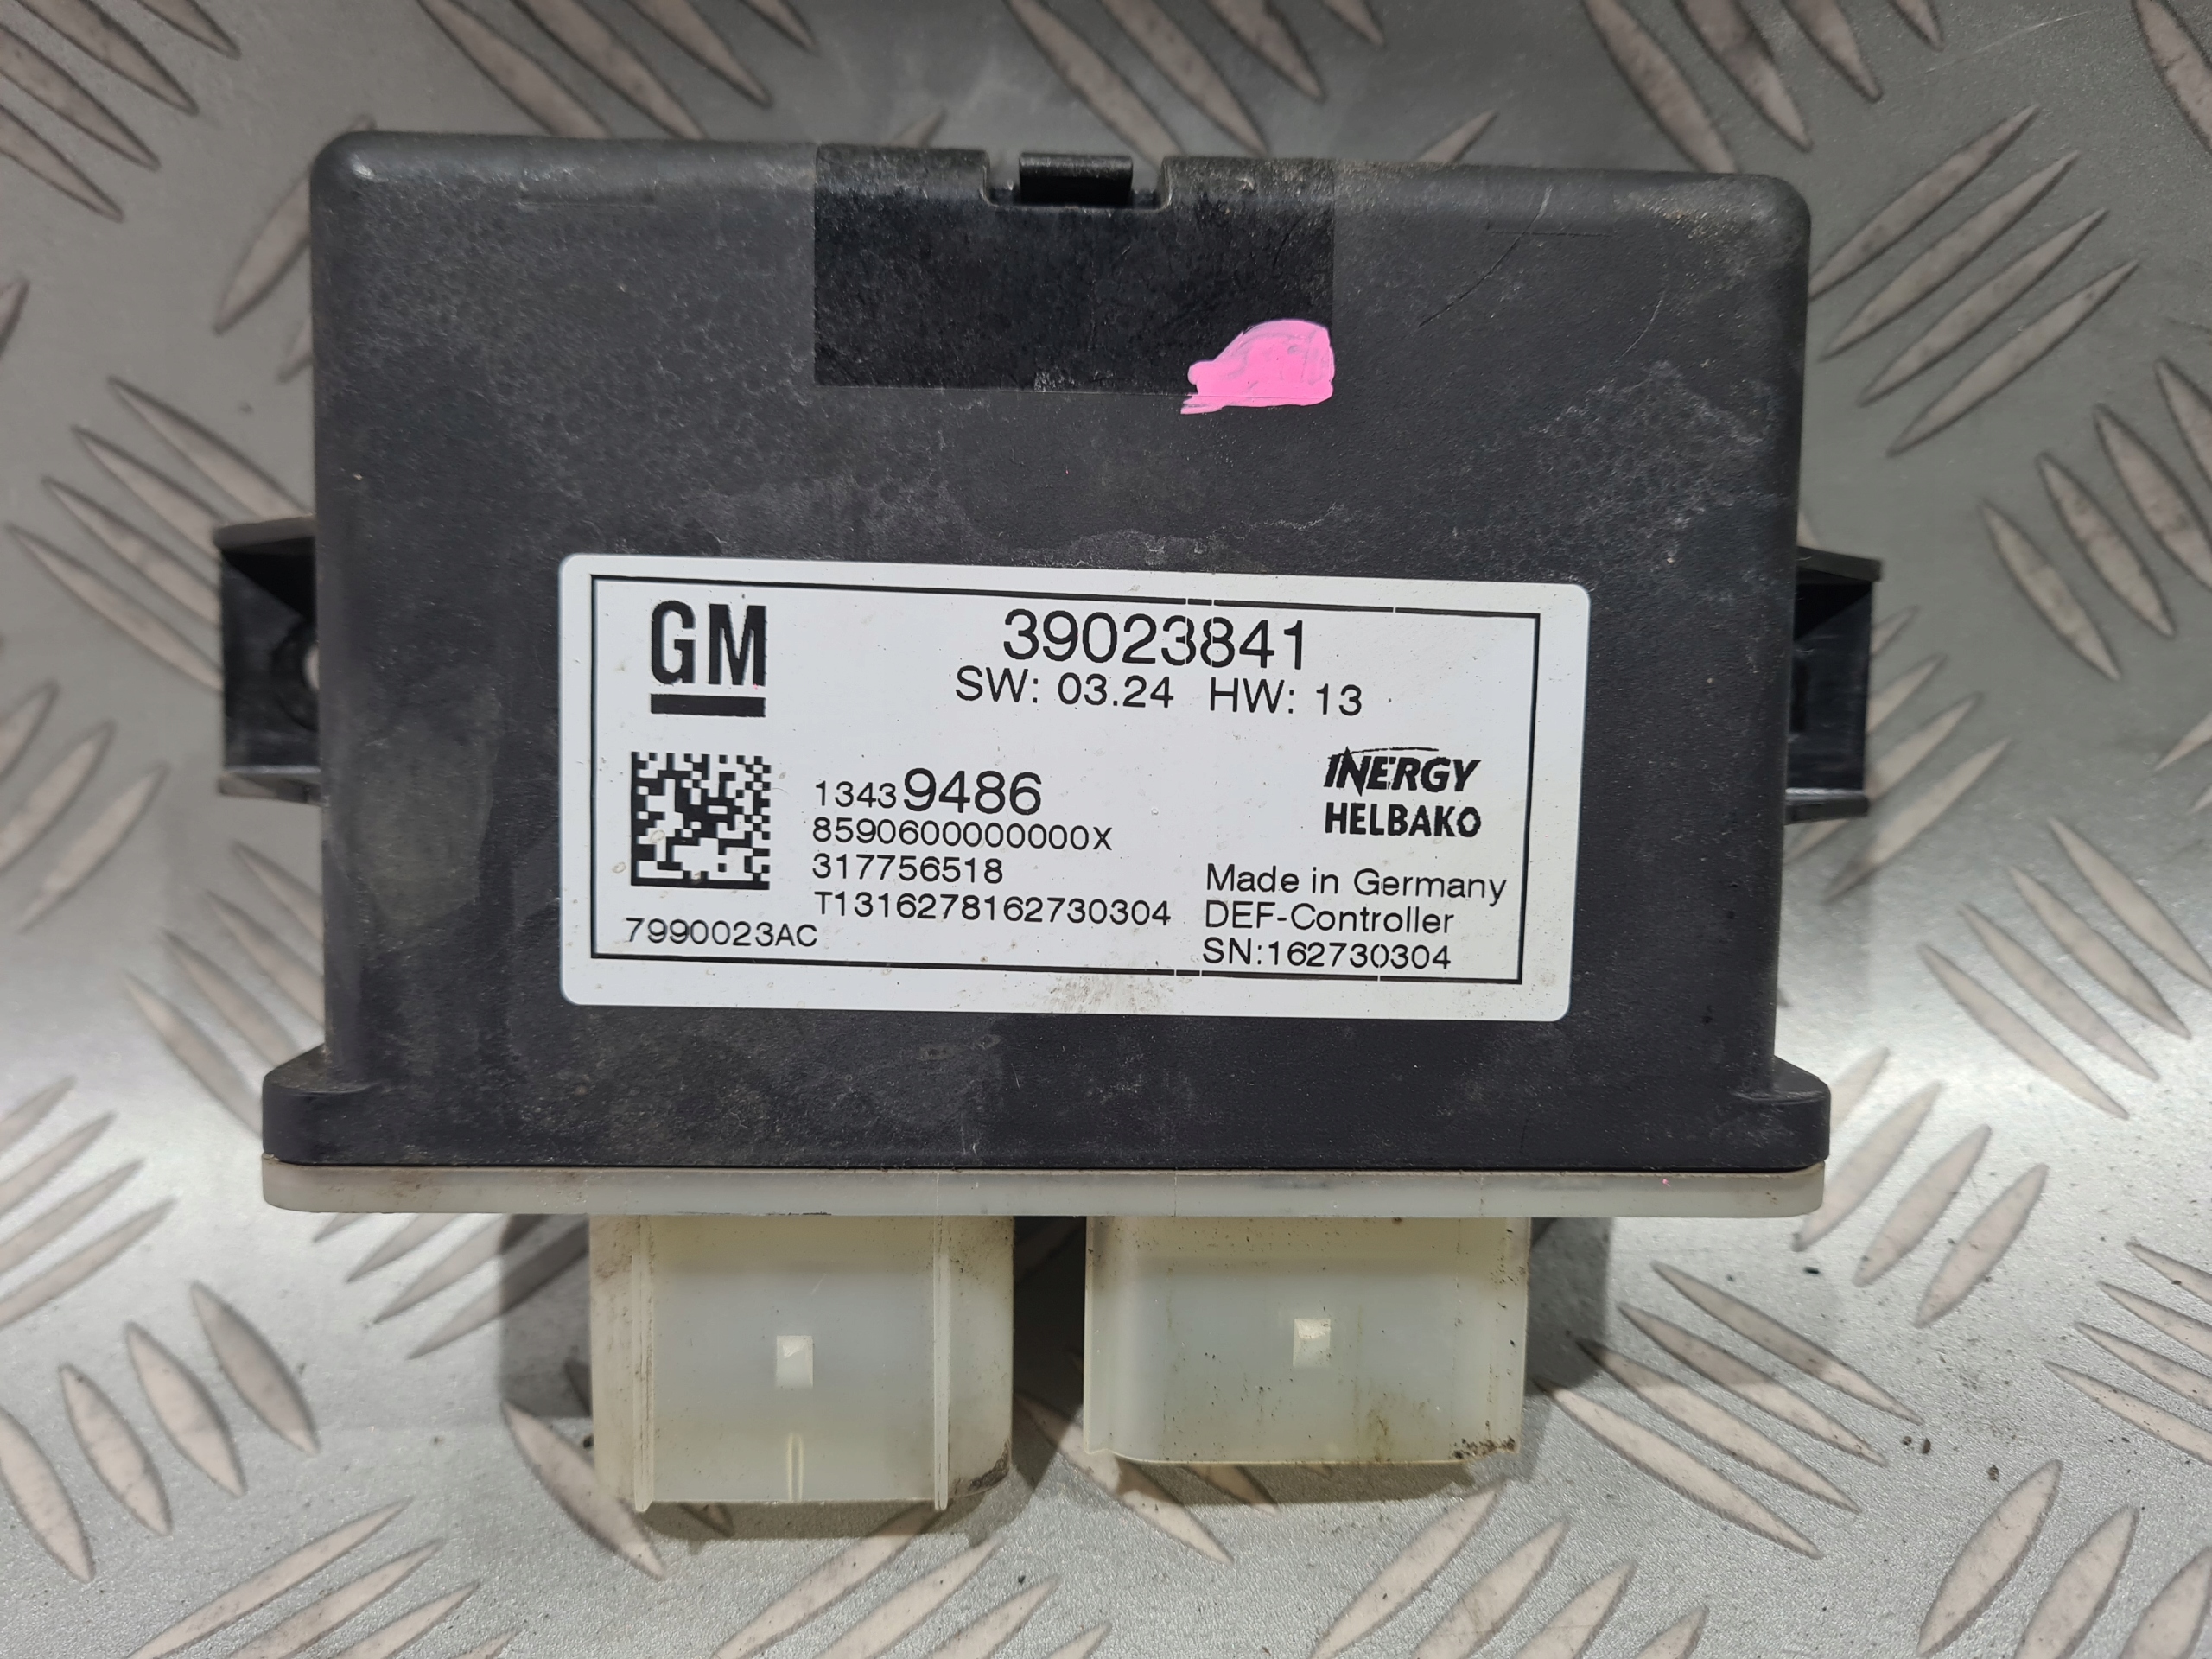 GM
39023841
SW: 03.24 HW: 13
13439486
8590600000000X
317756518
T1316278162730304
7990023AC
INERGY
HELBAKO
Made in Germany
DEF-Controller
SN:162730304